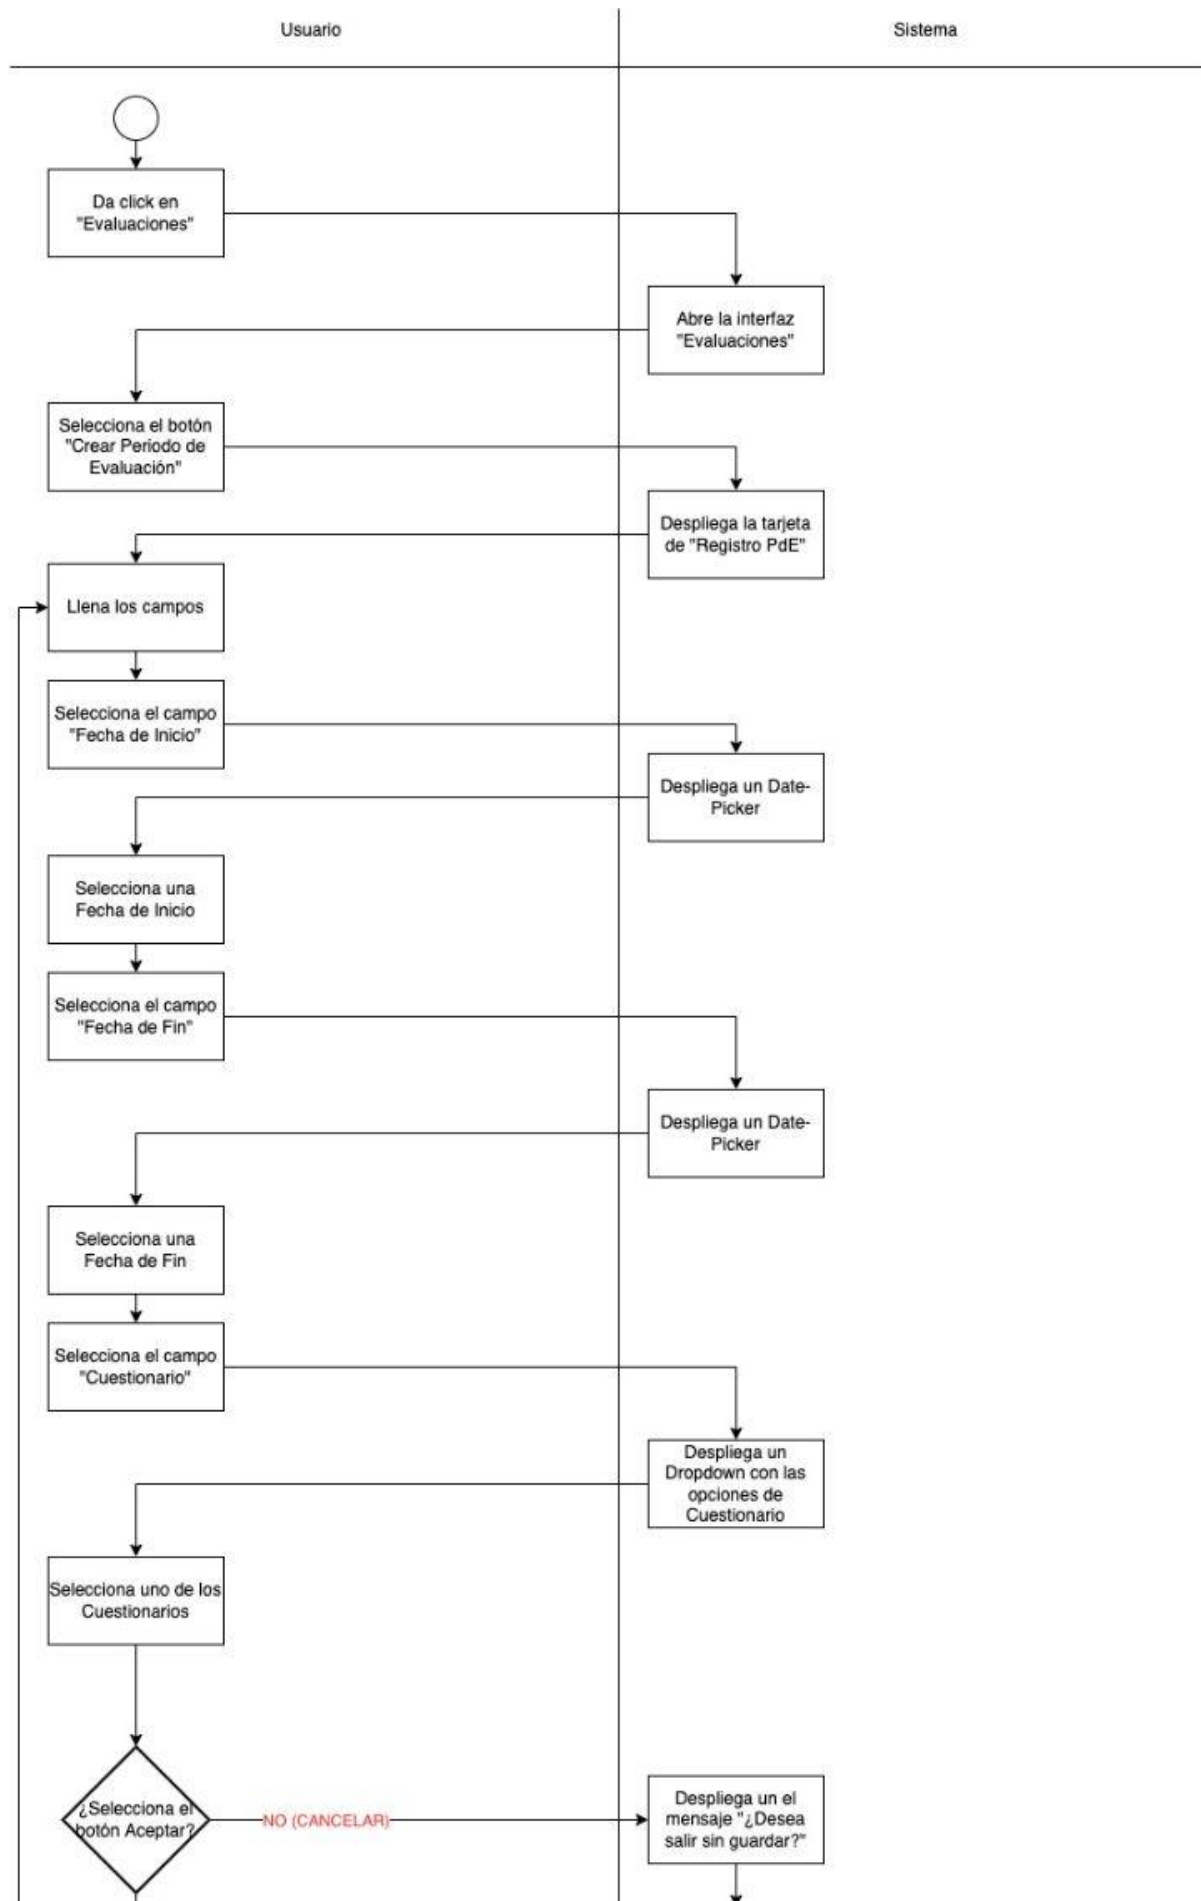 Usuario
Sistema
Da click en
"Evaluaciones"
Abre la interfaz
"Evaluaciones"
Selecciona el botón
"Crear Periodo de
Evaluación"
Despliega la tarjeta
de "Registro PdE"
Llena los campos
Selecciona el campo
"Fecha de Inicio"
Despliega un Date-
Picker
Selecciona una
Fecha de Inicio
Selecciona el campo
"Fecha de Fin"
Despliega un Date-
Picker
Selecciona una
Fecha de Fin
Selecciona el campo
"Cuestionario"
Despliega un
Dropdown con las
opciones de
Cuestionario
Selecciona uno de los
Cuestionarios
¿Selecciona el
botón Aceptar?
NO (CANCELAR)
Despliega un el
mensaje "¿Desea
salir sin guardar?"